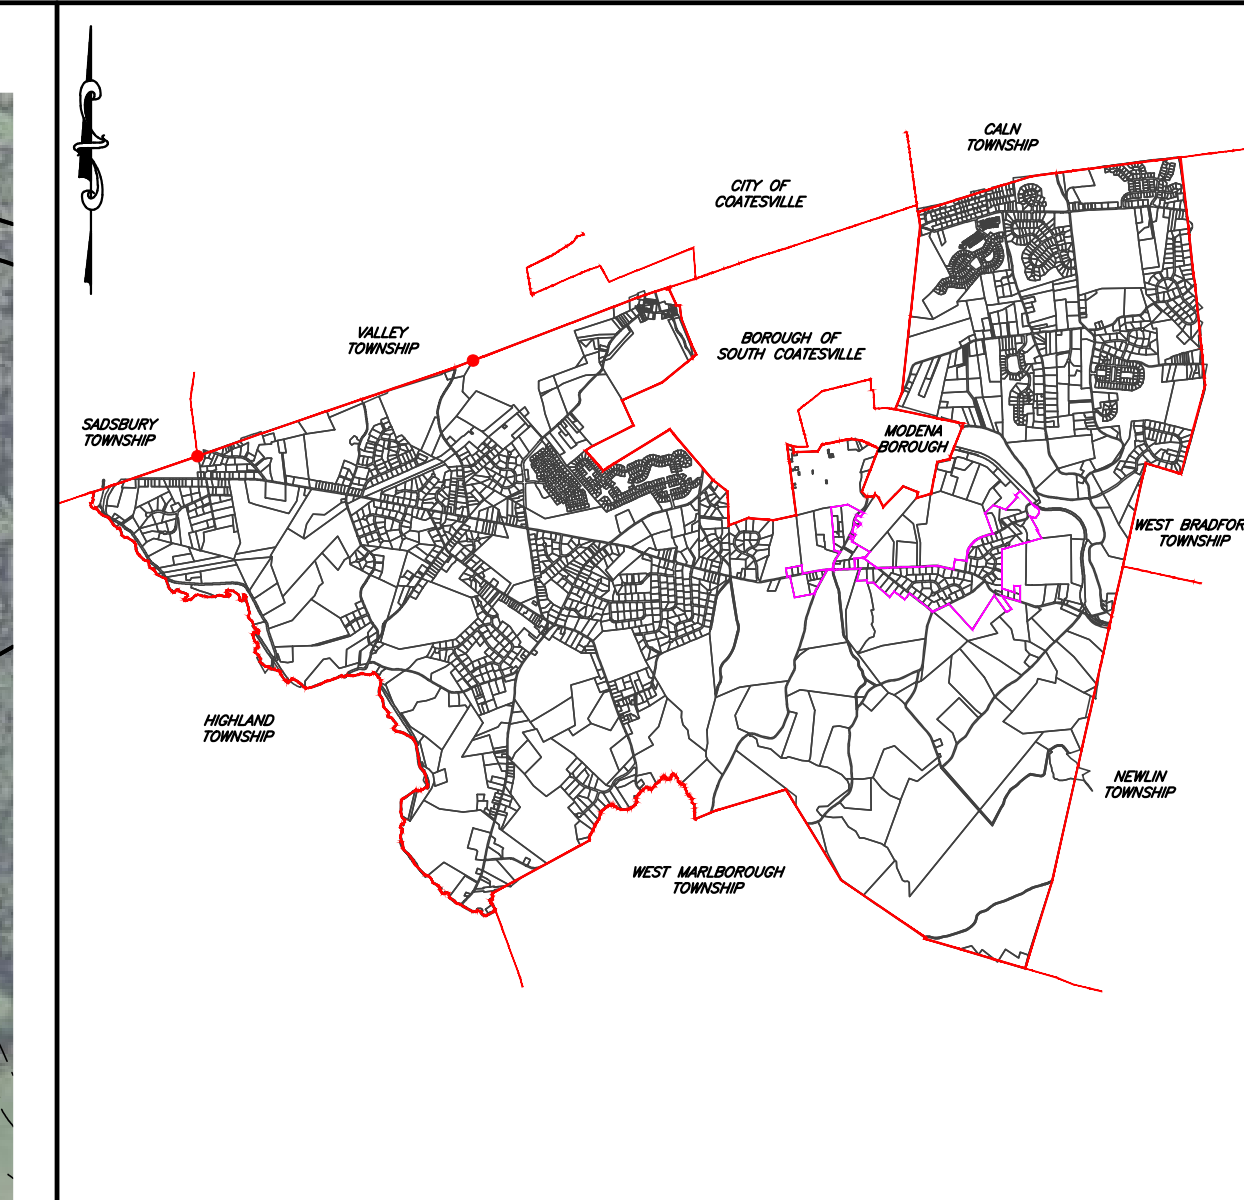 CALN
TOWNSHIP
CITY OF
COATESVILLE
VALLEY
TOWNSHIP
BOROUGH OF
SOUTH COATESVILLE
SADSBURY
TOWNSHIP
MODENA
BOROUGH
WEST BRADFOR
TOWNSHIP
HIGHLAND
TOWNSHIP
NEWLIN
TOWNSHIP
WEST MARLBOROUGH
TOWNSHIP